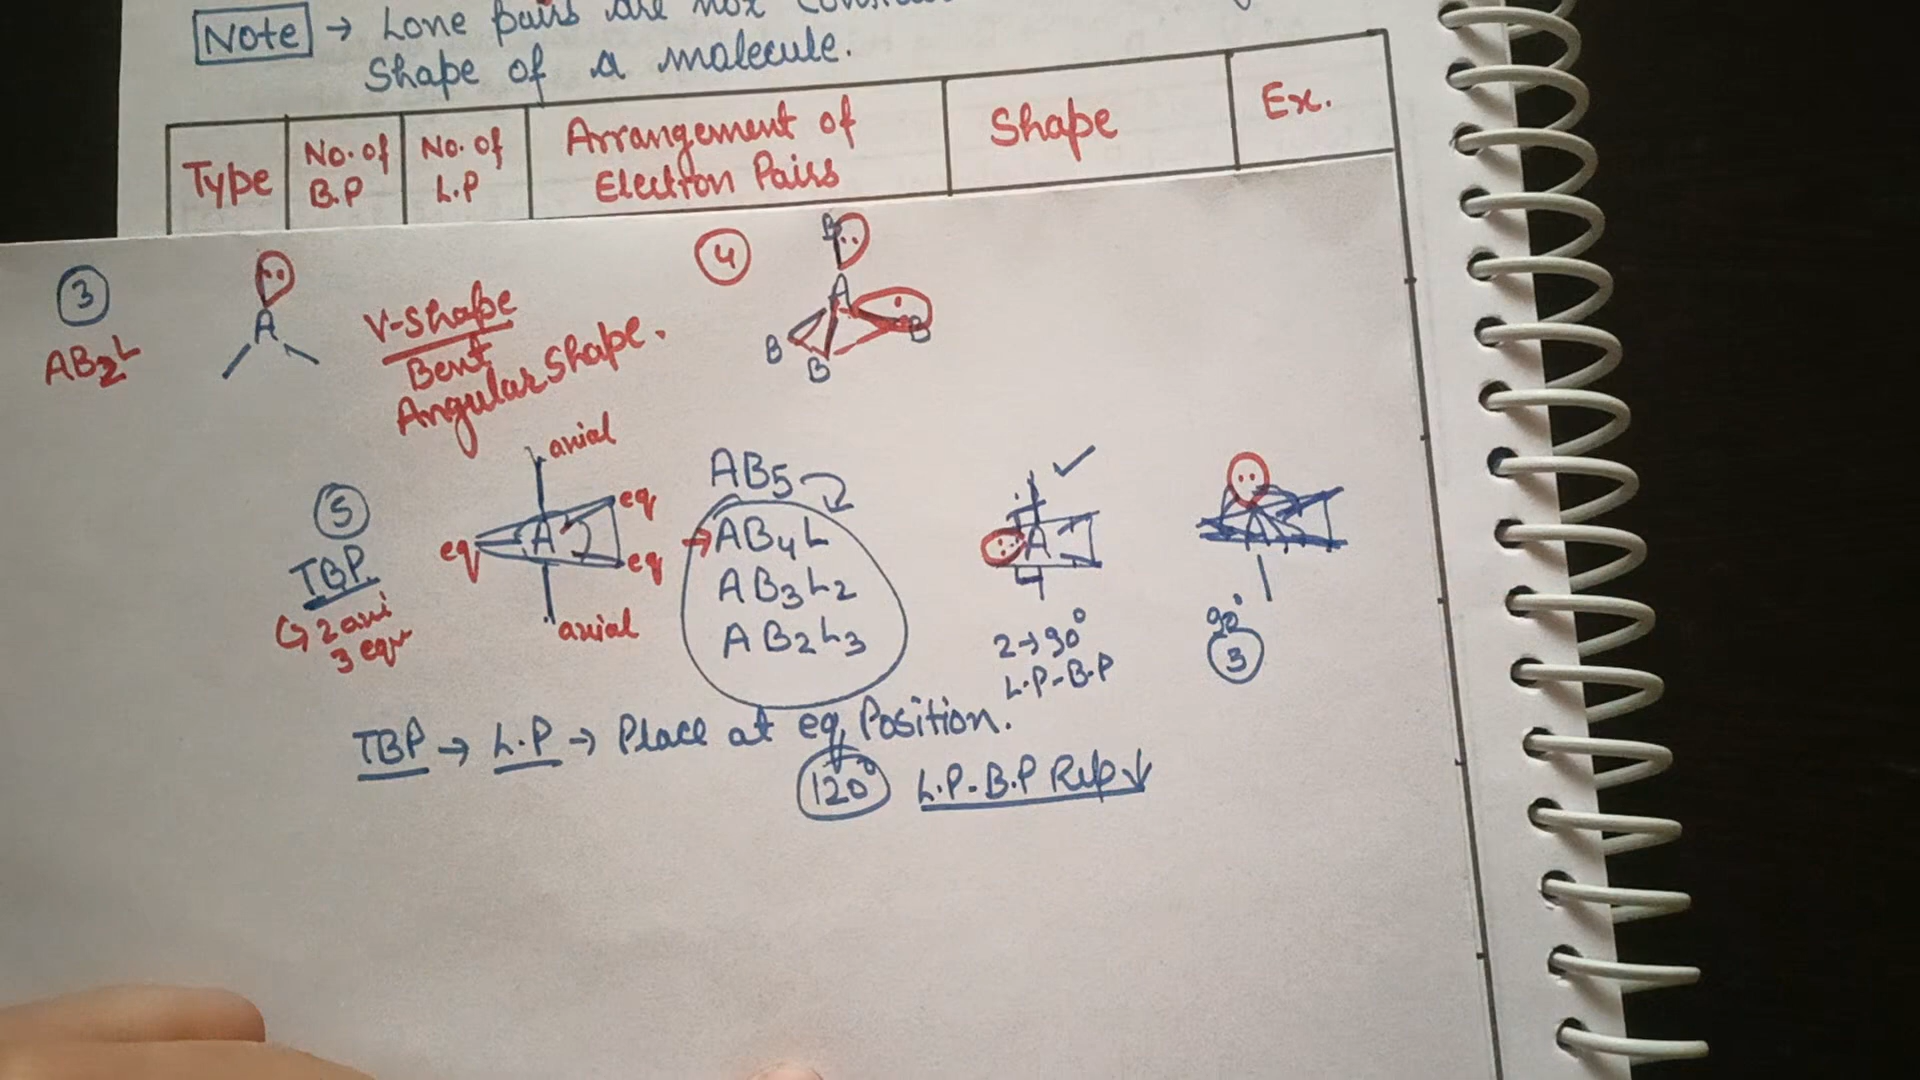 Note → Lone pairs are not
Shape of a molecule.
Type
No. of B.P
No. of L.P
Arrangement of Electron Pairs
Shape
Ex.
3
AB2L
A
V-shape
Bent
Angular Shape.
4
B
A
B
B
B
5
TBP
↳ 2 axi
3 eqr
axial
eq
A
eq
eq
axial
AB5
→ AB4L
AB3L2
AB2L3
A
✓
2→90°
L.P-B.P
90°
3
TBP → L.P → Place at eq Position.
120°
L.P-B.P Rep↓